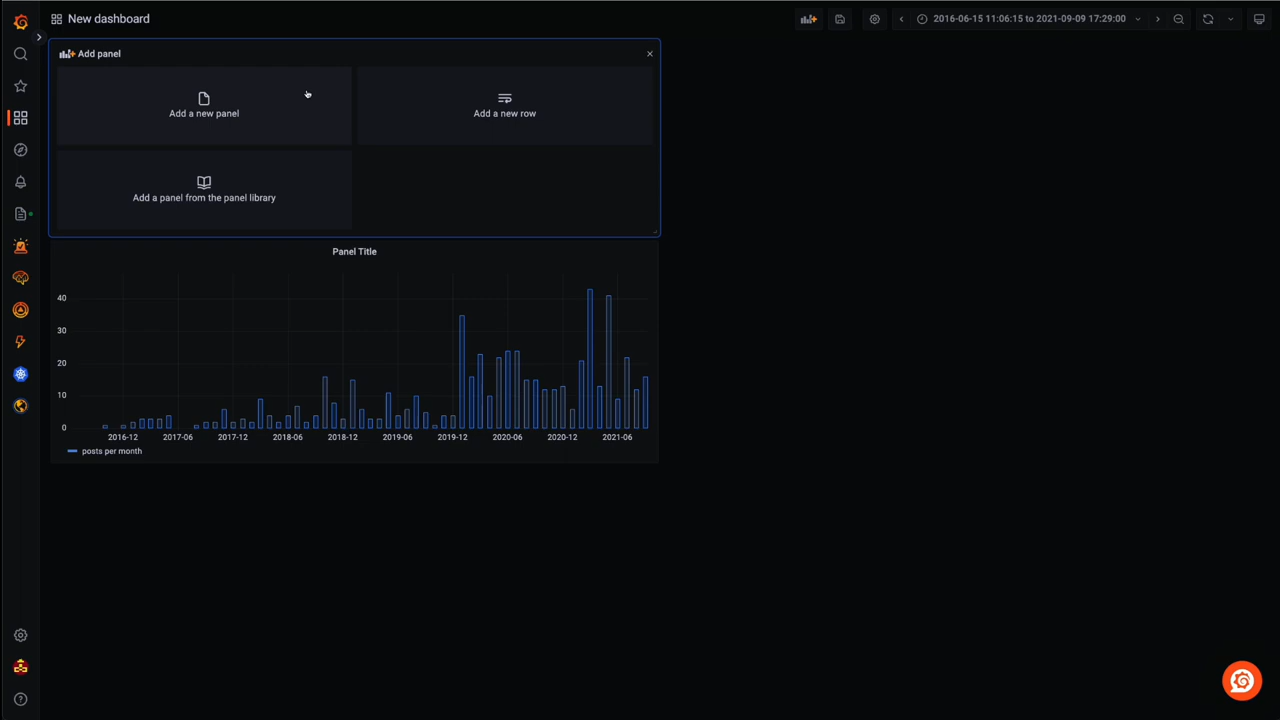 New dashboard
2016-06-15 11:06:15 to 2021-09-09 17:29:00
Add panel
Add a new panel
Add a new row
Add a panel from the panel library
Panel Title
40
30
20
10
0
2016-12 2017-06 2017-12 2018-06 2018-12 2019-06 2019-12 2020-06 2020-12 2021-06
posts per month